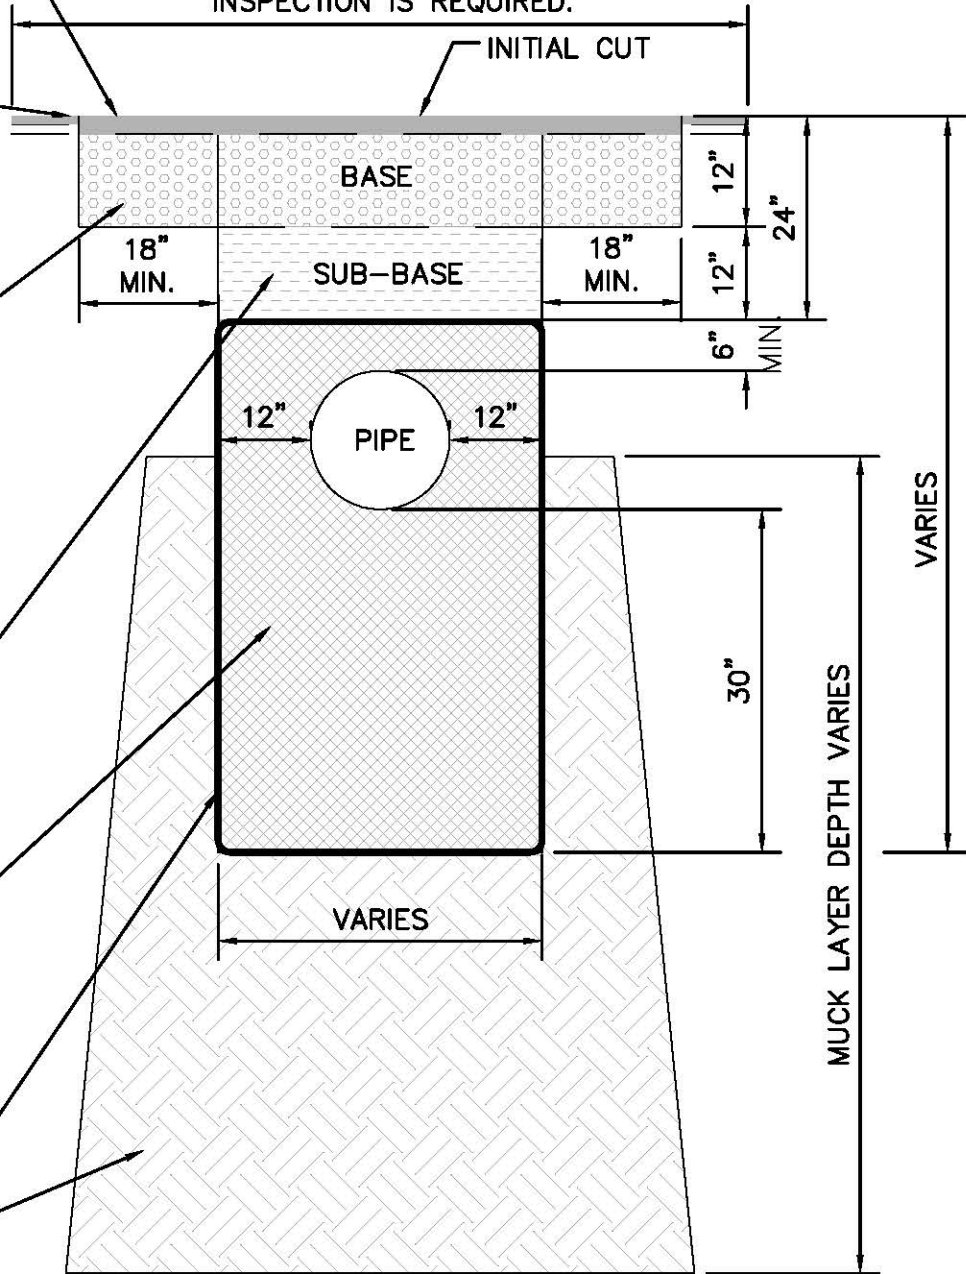 INSPECTION IS REQUIRED.
INITIAL CUT
BASE
12"
24"
18"
MIN.
SUB-BASE
18"
MIN.
12"
6"
MIN.
12"
PIPE
12"
VARIES
30"
MUCK LAYER DEPTH VARIES
VARIES